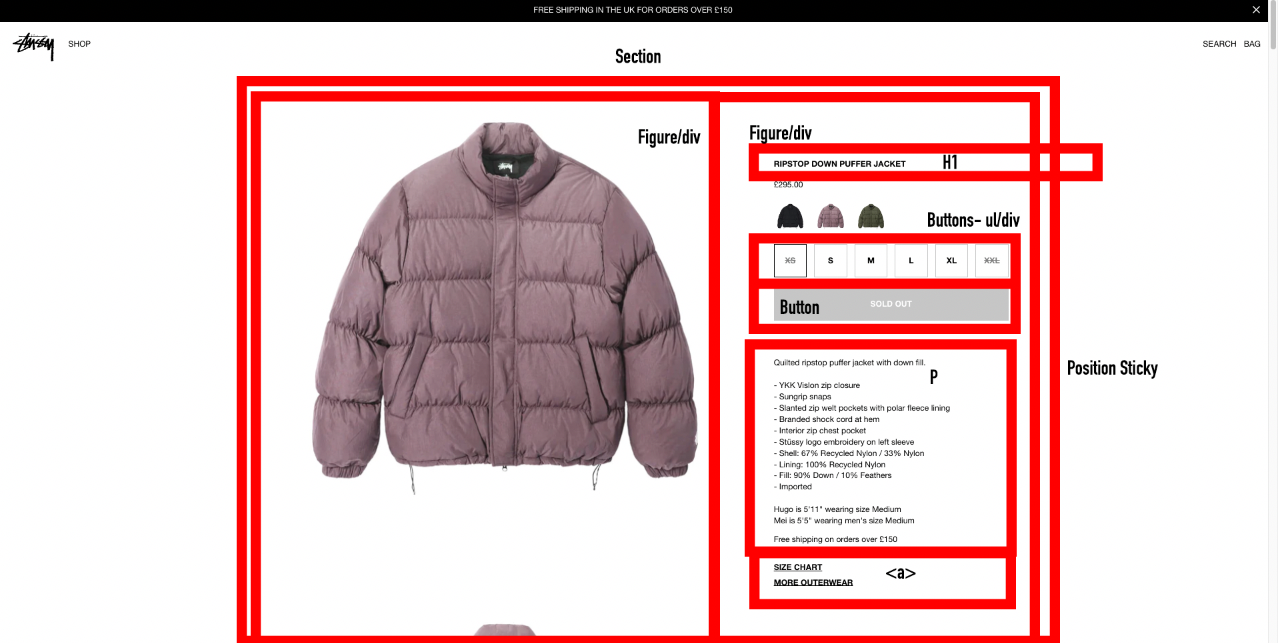 FREE SHIPPING IN THE UK FOR ORDERS OVER £150
Stüssy
SHOP
SEARCH BAG
Section
Figure/div
Figure/div
RIPSTOP DOWN PUFFER JACKET
H1
£295.00
Buttons- ul/div
XS S M L XL XXL
Button
SOLD OUT
Position Sticky
Quilted ripstop puffer jacket with down fill.
P
- YKK Vislon zip closure
- Sungrip snaps
- Slanted zip welt pockets with polar fleece lining
- Branded shock cord at hem
- Interior zip chest pocket
- Stüssy logo embroidery on left sleeve
- Shell: 67% Recycled Nylon / 33% Nylon
- Lining: 100% Recycled Nylon
- Fill: 90% Down / 10% Feathers
- Imported
Hugo is 5'11" wearing size Medium
Mei is 5'5" wearing men's size Medium
Free shipping on orders over £150
SIZE CHART
<a>
MORE OUTERWEAR